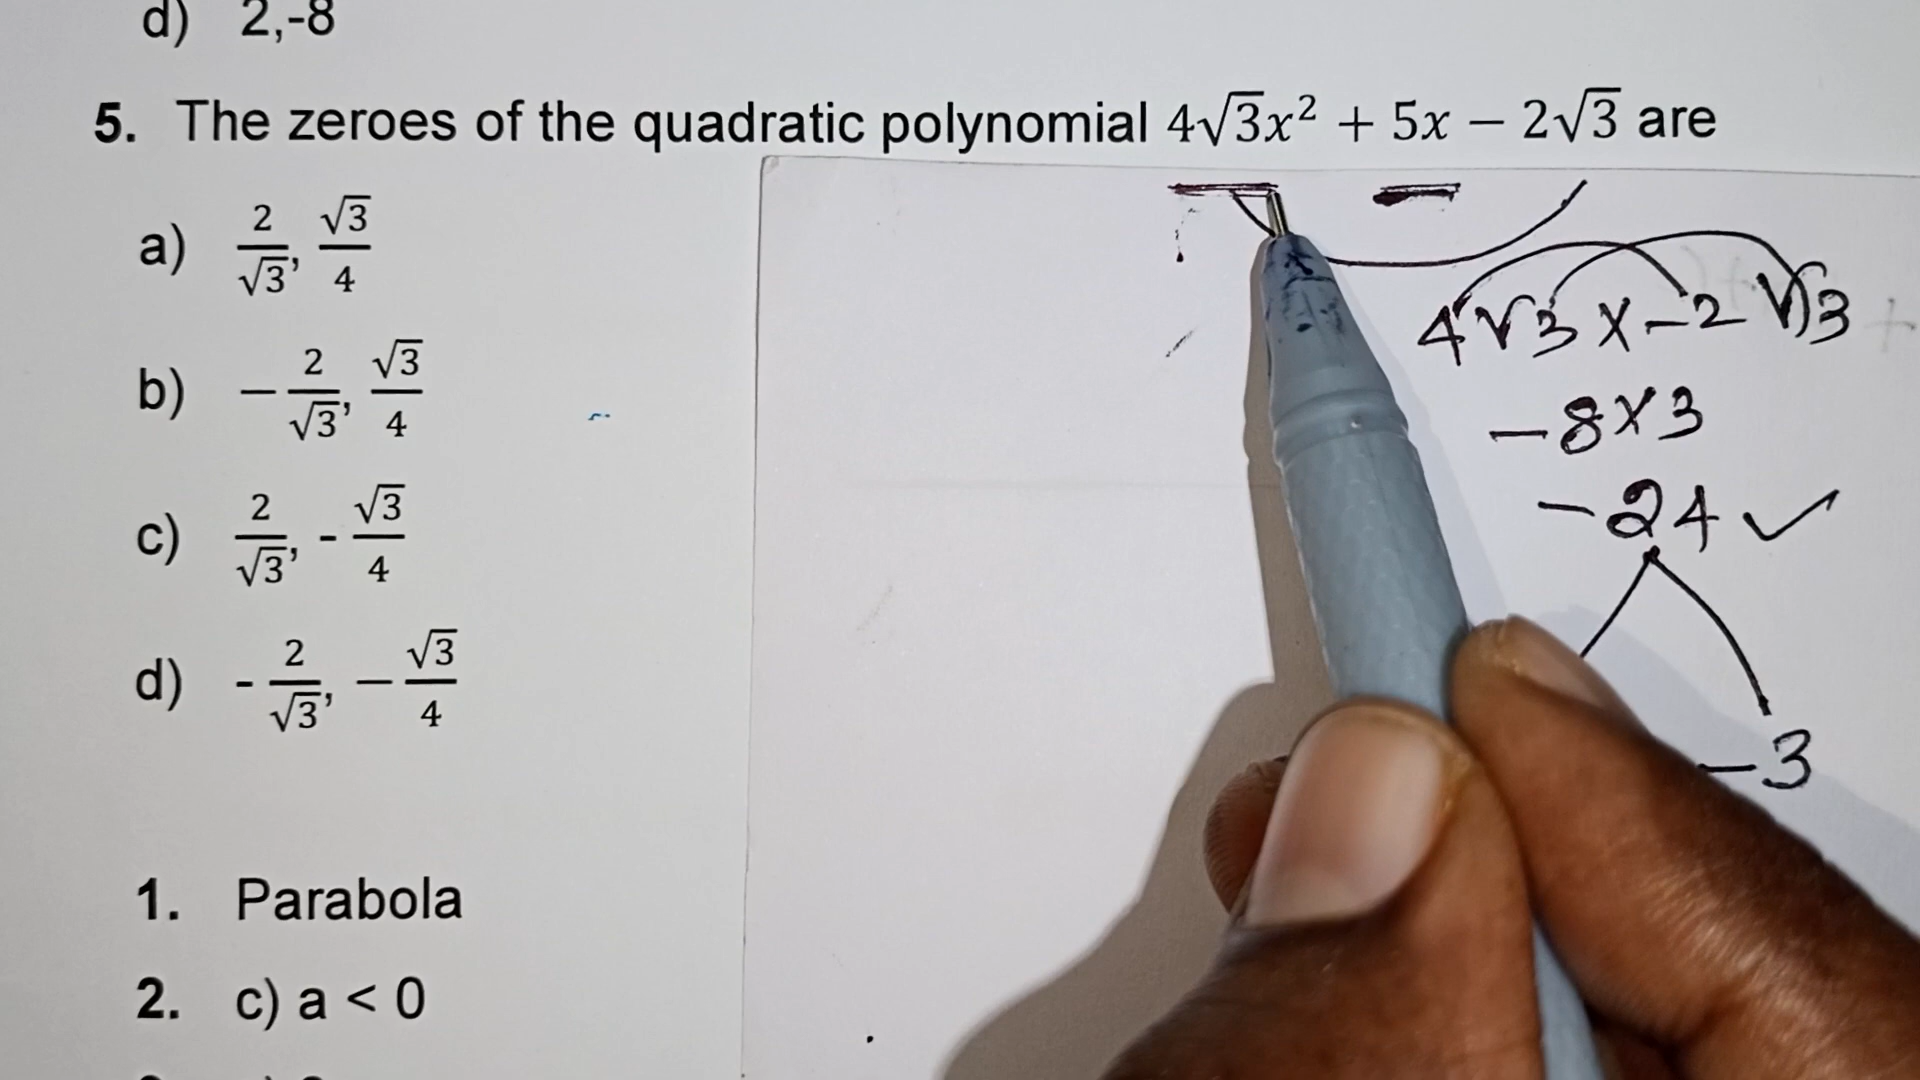 d) 2,-8
5. The zeroes of the quadratic polynomial 4√3x² + 5x − 2√3 are
a) 2/√3, √3/4
b) −2/√3, √3/4
c) 2/√3, -√3/4
d) -2/√3, −√3/4
4√3 x -2√3
-8x3
-24 ✓
-3
1. Parabola
2. c) a < 0